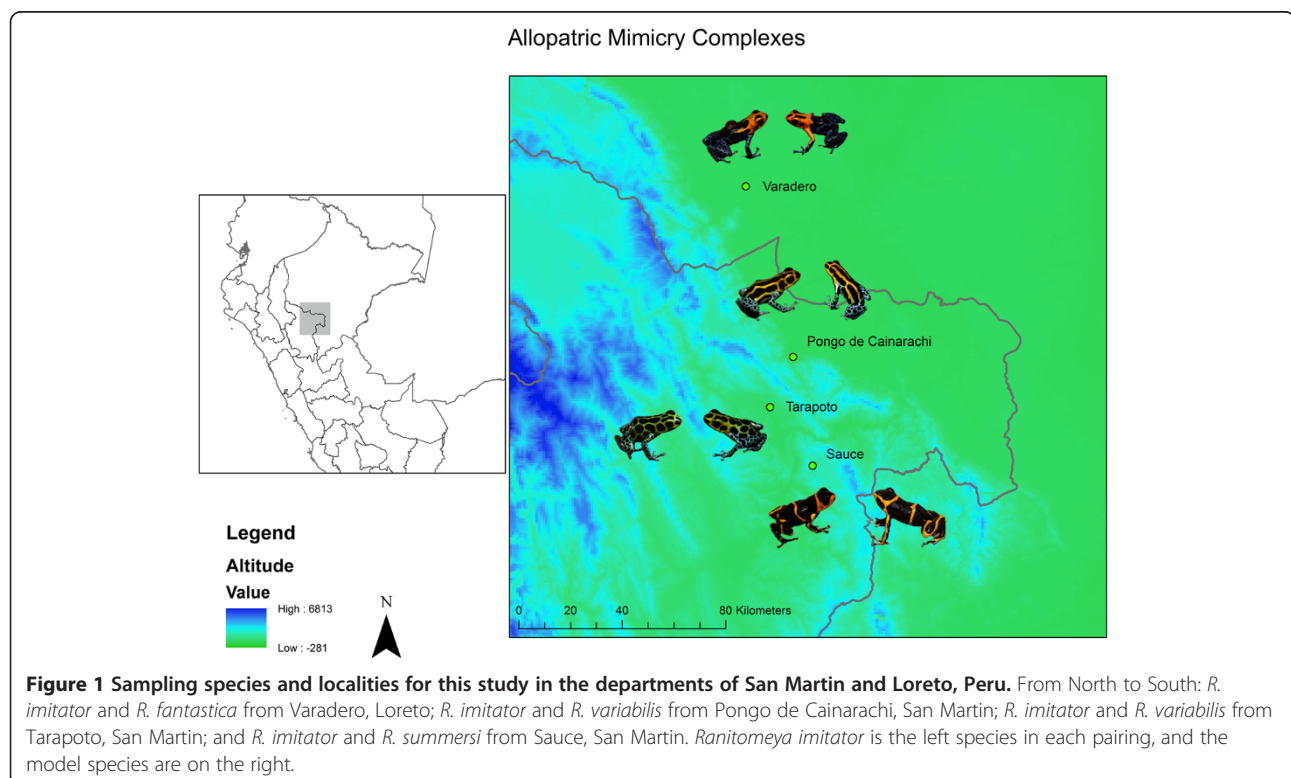 Allopatric Mimicry Complexes
Varadero
Pongo de Cainarachi
Tarapoto
Sauce
Legend
Altitude
Value
High : 6813
Low : -281
N
0 20 40 80 Kilometers
Figure 1 Sampling species and localities for this study in the departments of San Martin and Loreto, Peru. From North to South: R.
imitator and R. fantastica from Varadero, Loreto; R. imitator and R. variabilis from Pongo de Cainarachi, San Martin; R. imitator and R. variabilis from
Tarapoto, San Martin; and R. imitator and R. summersi from Sauce, San Martin. Ranitomeya imitator is the left species in each pairing, and the
model species are on the right.